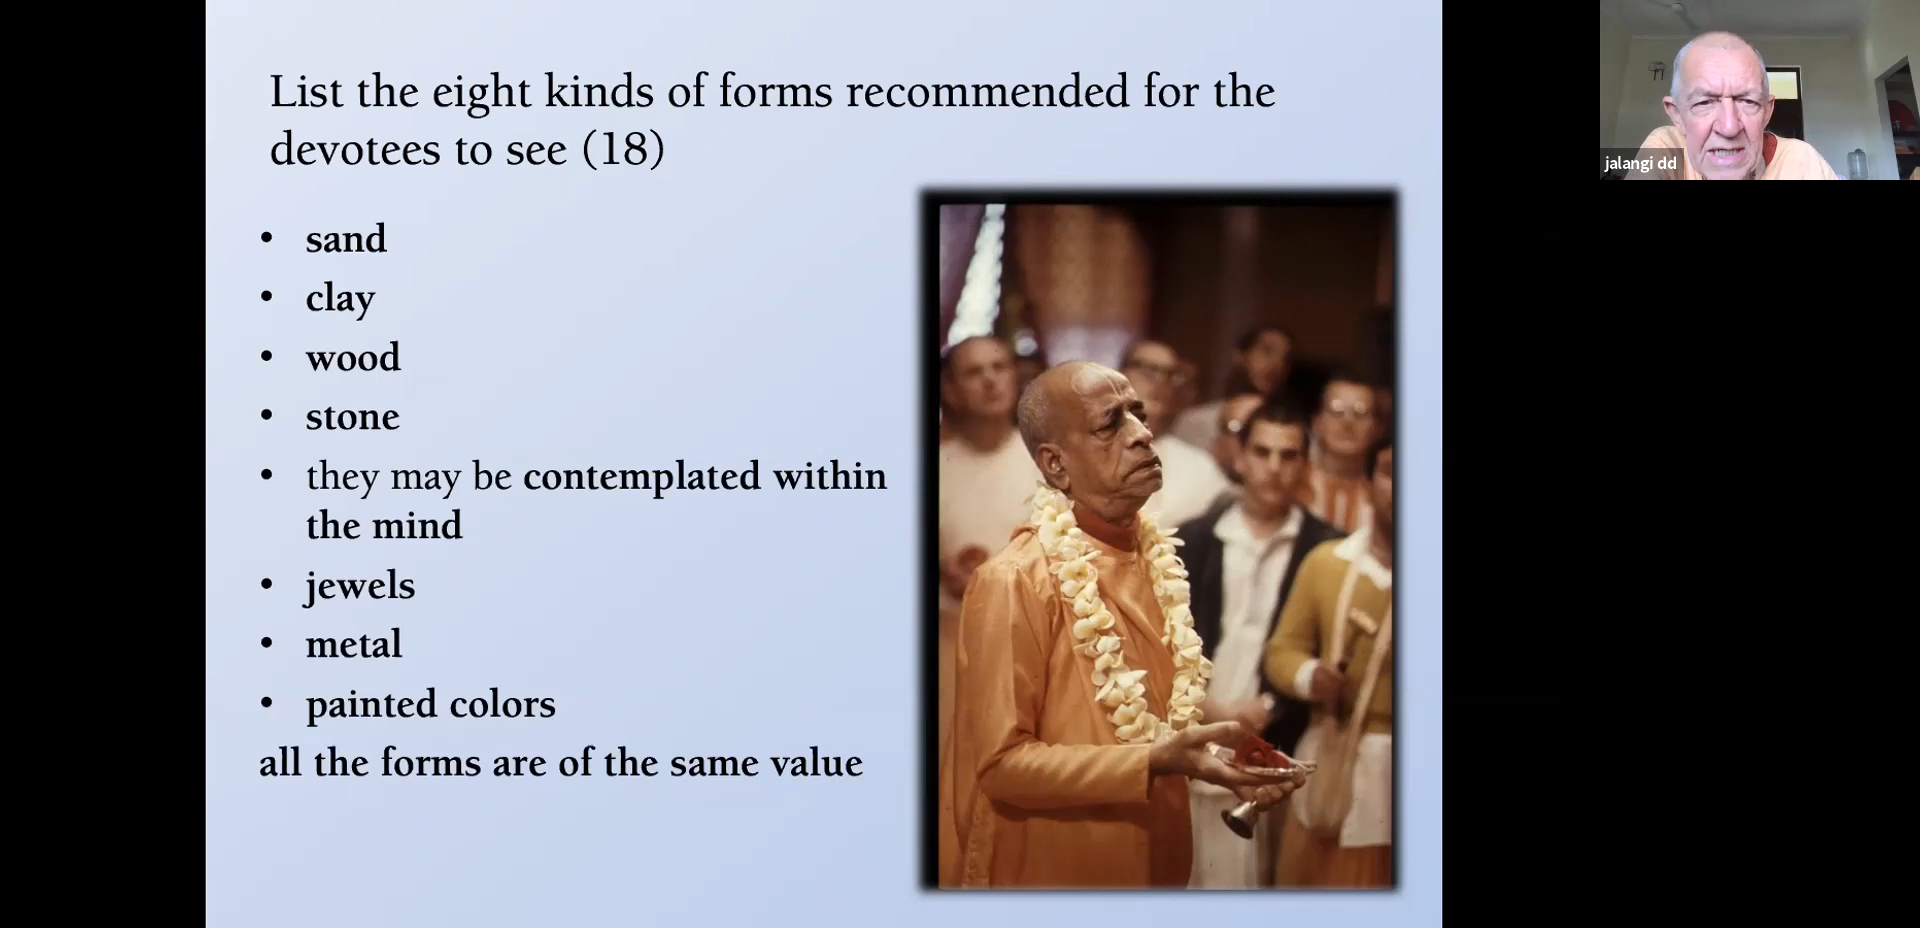 List the eight kinds of forms recommended for the
devotees to see (18)
• sand
• clay
• wood
• stone
• they may be contemplated within
the mind
• jewels
• metal
• painted colors
all the forms are of the same value
jalangi dd